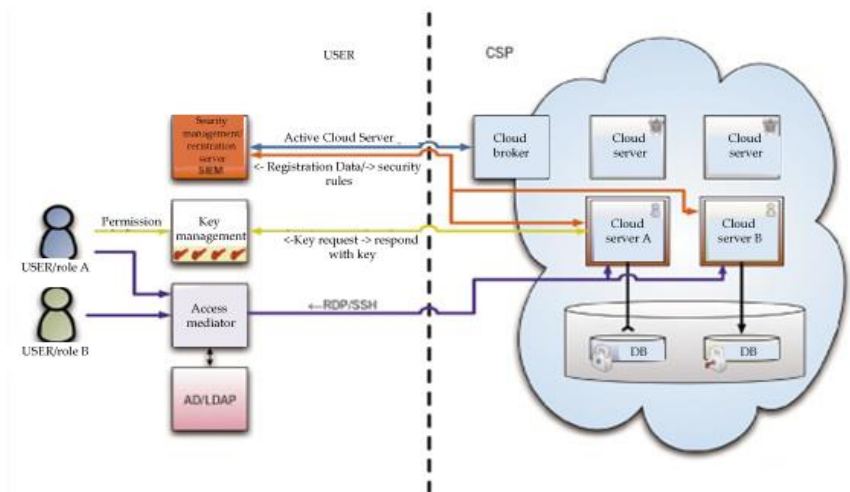 USER
CSP
Seurity
management/
reristration
server
SIEM
Active Cloud Server
Cloud
broker
Cloud
server
Cloud
server
<- Registration Data/-> security
rules
Permission
Key
management
<-Key request -> respond
with key
Cloud
server A
Cloud
server B
USER/role A
Access
mediator
←RDP/SSH
USER/role B
DB
DB
AD/LDAP